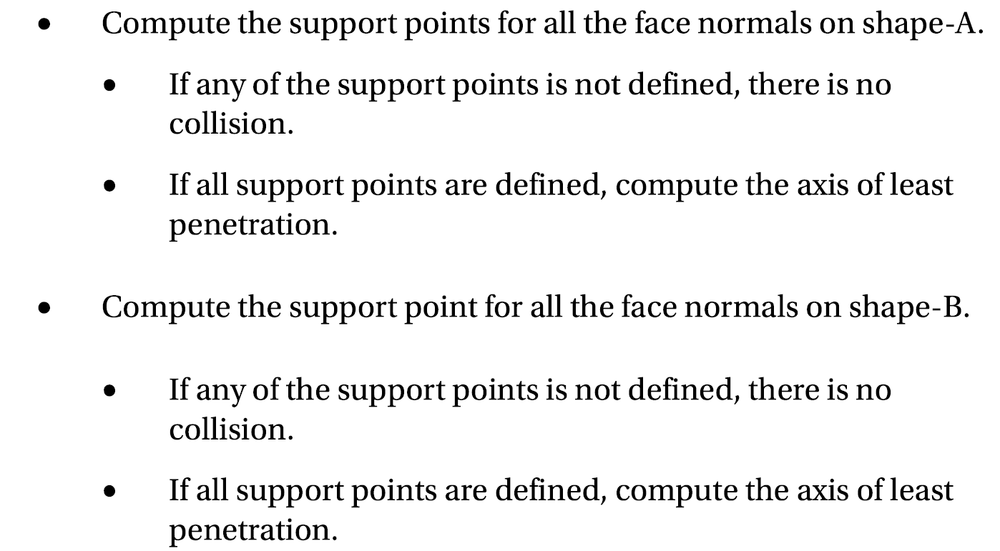 • Compute the support points for all the face normals on shape-A.
• If any of the support points is not defined, there is no
collision.
• If all support points are defined, compute the axis of least
penetration.
• Compute the support point for all the face normals on shape-B.
• If any of the support points is not defined, there is no
collision.
• If all support points are defined, compute the axis of least
penetration.